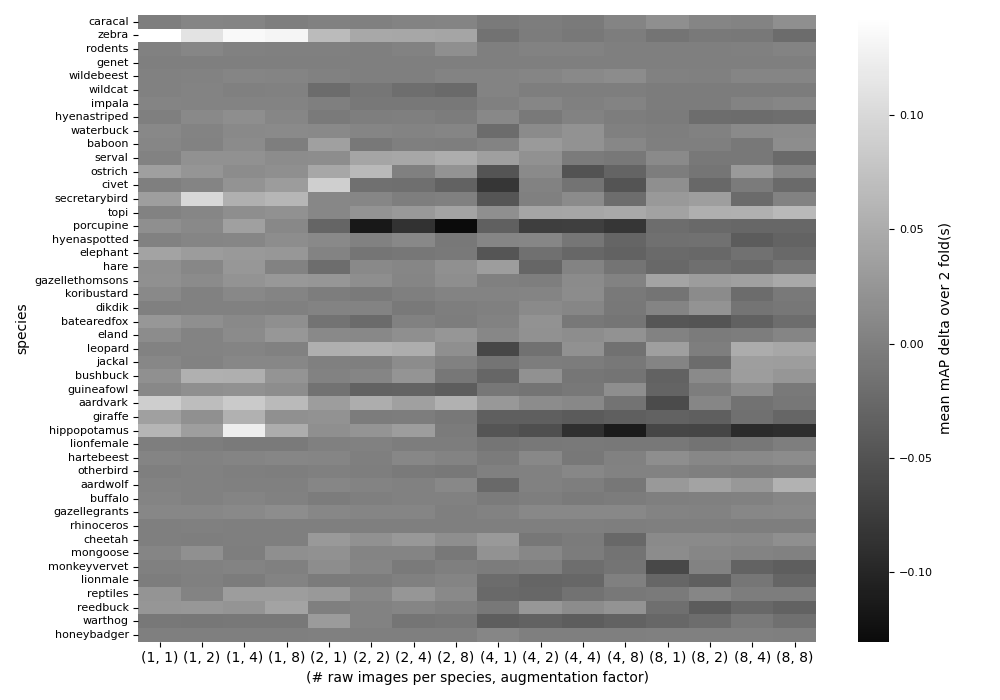 caracal
zebra
rodents
genet
wildebeest
wildcat
impala
hyenastriped
waterbuck
baboon
serval
ostrich
civet
secretarybird
topi
porcupine
hyenaspotted
elephant
hare
gazellethomsons
koribustard
dikdik
batearedfox
eland
leopard
jackal
bushbuck
guineafowl
aardvark
giraffe
hippopotamus
lionfemale
hartebeest
otherbird
aardwolf
buffalo
gazellegrants
rhinoceros
cheetah
mongoose
monkeyvervet
lionmale
reptiles
reedbuck
warthog
honeybadger
species
(1, 1) (1, 2) (1, 4) (1, 8) (2, 1) (2, 2) (2, 4) (2, 8) (4, 1) (4, 2) (4, 4) (4, 8) (8, 1) (8, 2) (8, 4) (8, 8)
(# raw images per species, augmentation factor)
0.10
0.05
0.00
−0.05
−0.10
mean mAP delta over 2 fold(s)